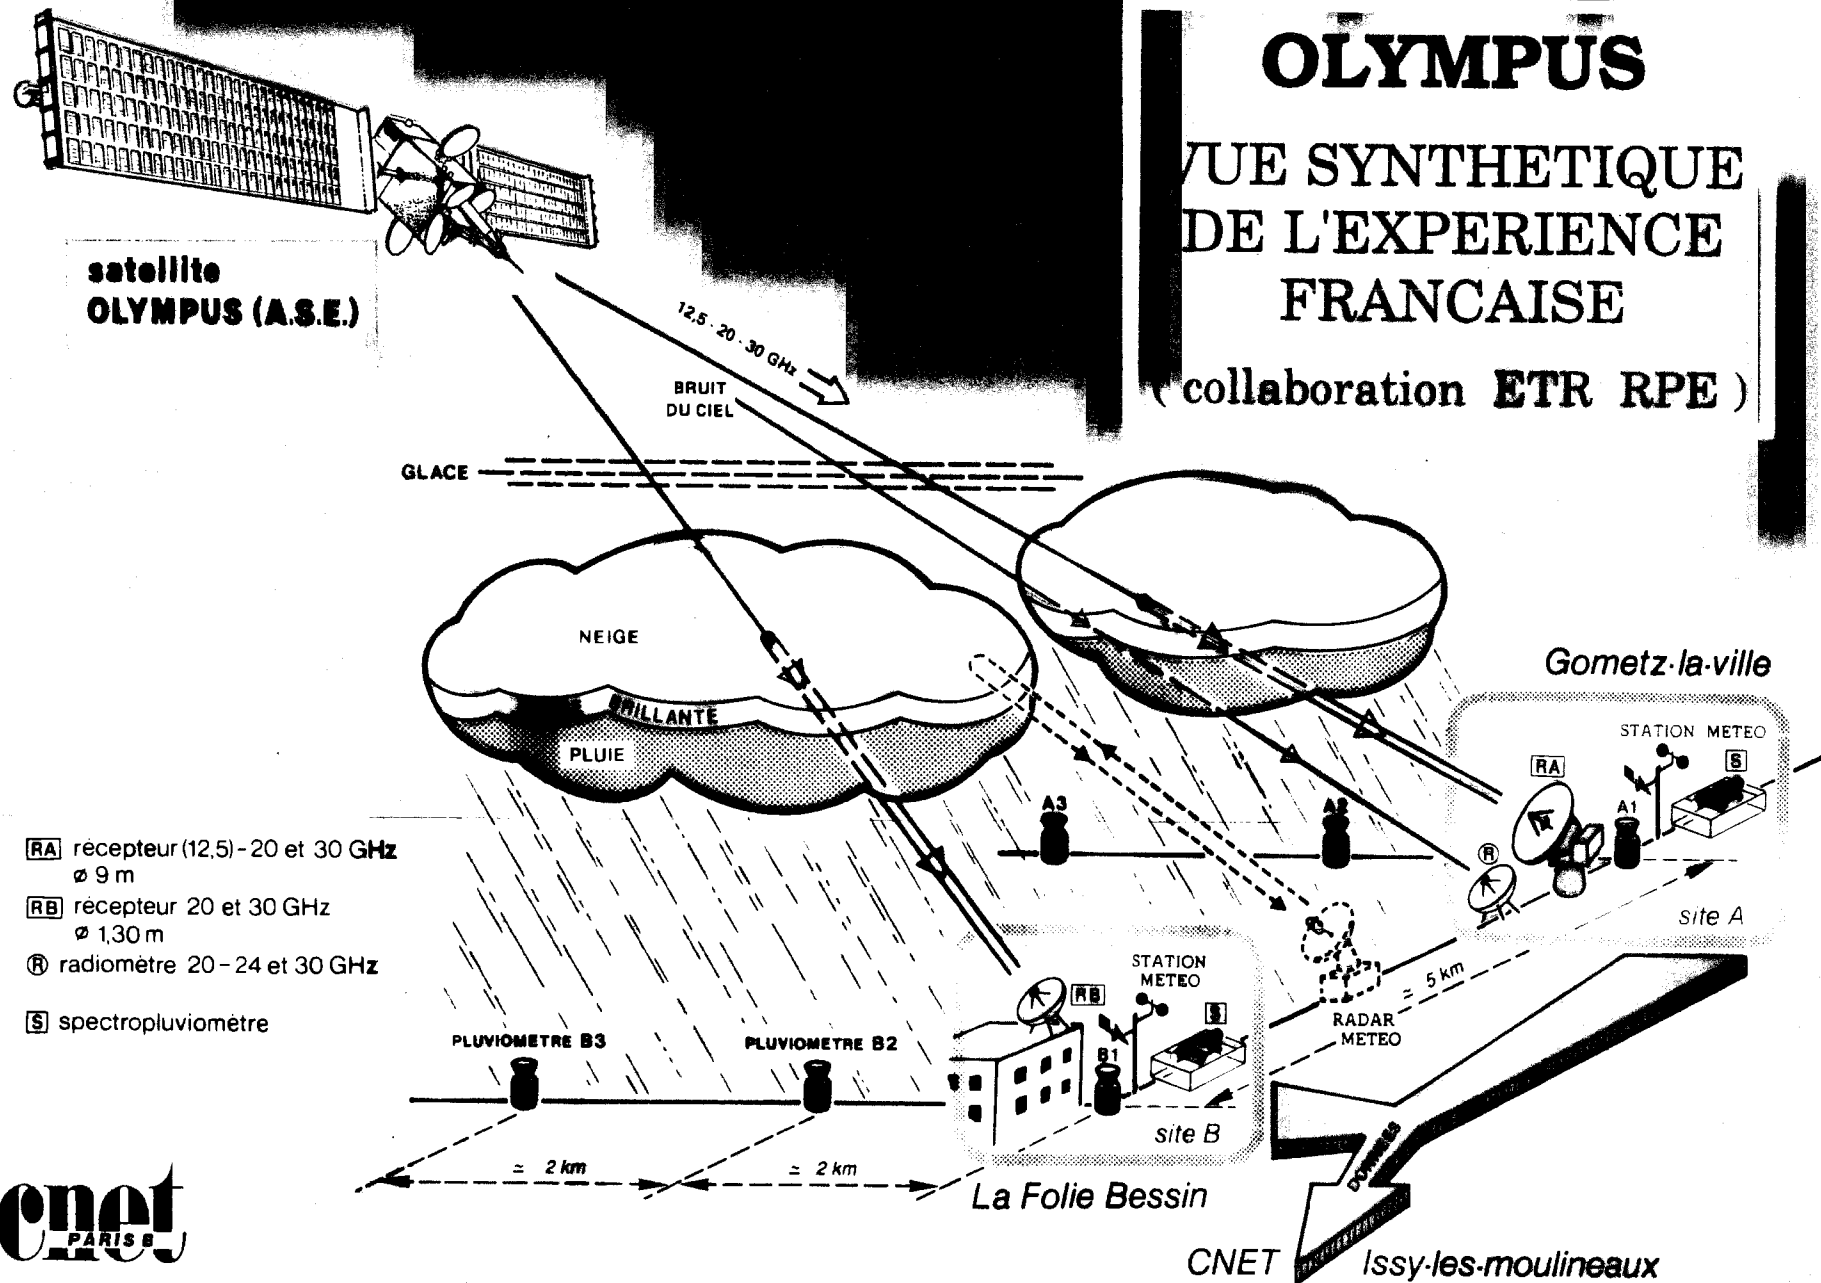 OLYMPUS
VUE SYNTHETIQUE
DE L'EXPERIENCE
FRANCAISE
( collaboration ETR RPE )
satellite
OLYMPUS (A.S.E.)
12,5 - 20 - 30 GHz
BRUIT
DU CIEL
GLACE
NEIGE
BRILLANTE
PLUIE
Gometz-la-ville
STATION METEO
RA
S
A3
A2
A1
R
site A
RA récepteur (12,5) - 20 et 30 GHz
ø 9 m
RB récepteur 20 et 30 GHz
ø 1,30 m
R radiomètre 20 - 24 et 30 GHz
S spectropluviomètre
STATION
METEO
RB
S
≃ 5 km
RADAR
METEO
PLUVIOMETRE B3
PLUVIOMETRE B2
B1
site B
≃ 2 km
≃ 2 km
La Folie Bessin
DONNEES
cnet
PARIS B
CNET
Issy-les-moulineaux